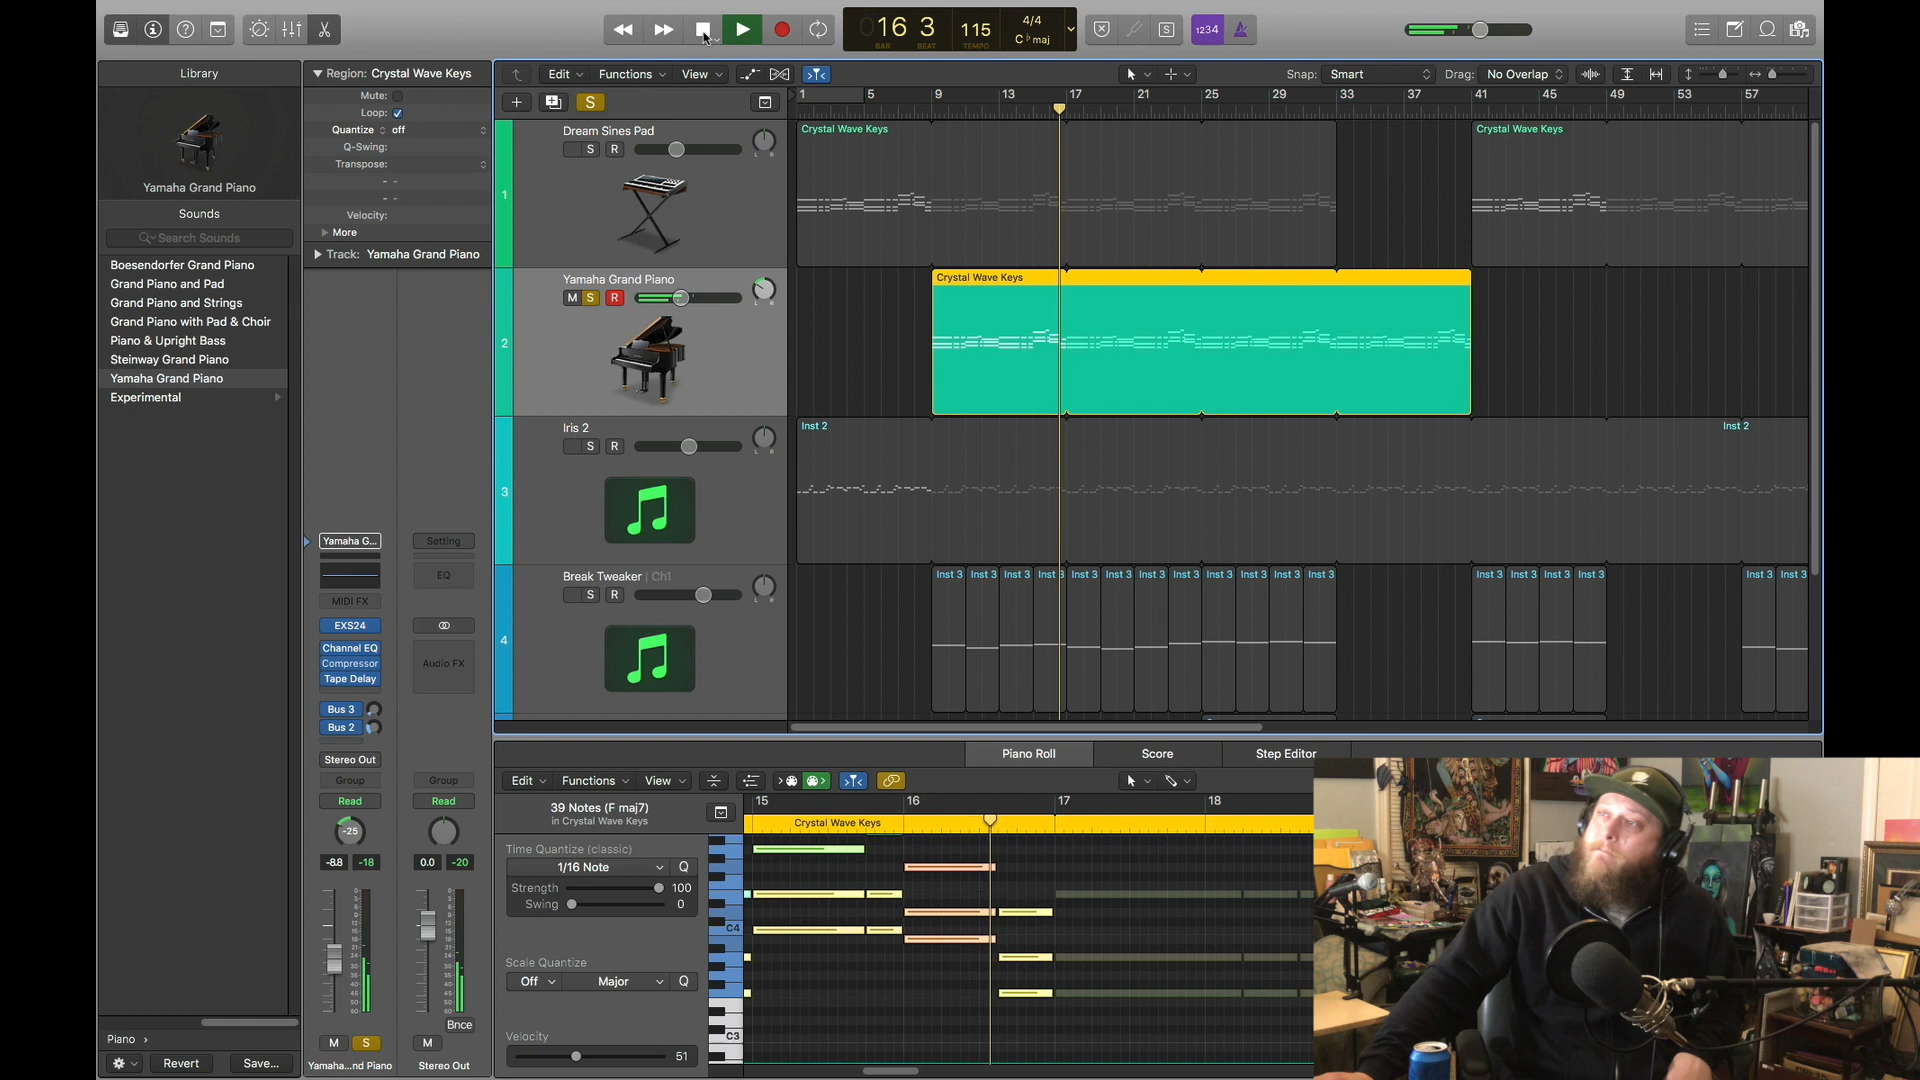 16 3
BAR
BEAT
115
TEMPO
4/4
C♭maj
S
1234
Library
Region: Crystal Wave Keys
Mute:
Loop:
Quantize off
Q-Swing:
Transpose:
Velocity:
More
Track: Yamaha Grand Piano
Yamaha Grand Piano
Sounds
Search Sounds
Boesendorfer Grand Piano
Grand Piano and Pad
Grand Piano and Strings
Grand Piano with Pad & Choir
Piano & Upright Bass
Steinway Grand Piano
Yamaha Grand Piano
Experimental
Piano
Revert
Save...
Yamaha G...
Setting
EQ
MIDI FX
EXS24
Channel EQ
Compressor
Tape Delay
Audio FX
Bus 3
Bus 2
Stereo Out
Group
Group
Read
Read
-25
-8.8 -18
0.0 -20
Bnce
M S
M
Yamaha...nd Piano
Stereo Out
Edit Functions View
Snap: Smart
Drag: No Overlap
S
1 5 9 13 17 21 25 29 33 37 41 45 49 53 57
1
Dream Sines Pad
S R
L R
Crystal Wave Keys
Crystal Wave Keys
2
Yamaha Grand Piano
M S R
L R
Crystal Wave Keys
3
Iris 2
S R
L R
Inst 2
Inst 2
4
Break Tweaker | Ch1
S R
L R
Inst 3 Inst 3 Inst 3 Inst 3 Inst 3 Inst 3 Inst 3 Inst 3 Inst 3 Inst 3 Inst 3 Inst 3
Inst 3 Inst 3 Inst 3 Inst 3
Inst 3 Inst 3
Piano Roll
Score
Step Editor
Edit Functions View
39 Notes (F maj7)
in Crystal Wave Keys
15 16 17 18
Crystal Wave Keys
Time Quantize (classic)
1/16 Note Q
Strength 100
Swing 0
Scale Quantize
Off Major Q
Velocity
51
C4
C3